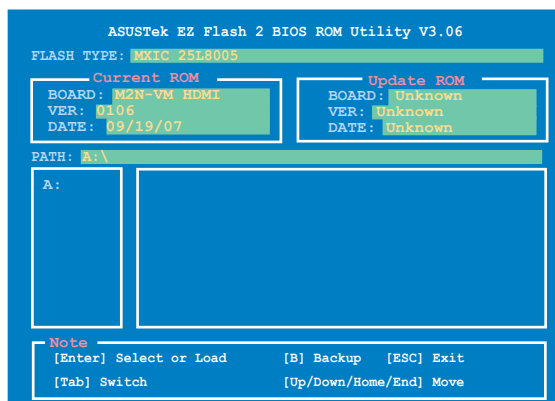 ASUSTek EZ Flash 2 BIOS ROM Utility V3.06
FLASH TYPE: MXIC 25L8005
Current ROM
BOARD: M2N-VM HDMI
VER: 0106
DATE: 09/19/07
Update ROM
BOARD: Unknown
VER: Unknown
DATE: Unknown
PATH: A:\
A:
Note
[Enter] Select or Load [B] Backup [ESC] Exit
[Tab] Switch [Up/Down/Home/End] Move